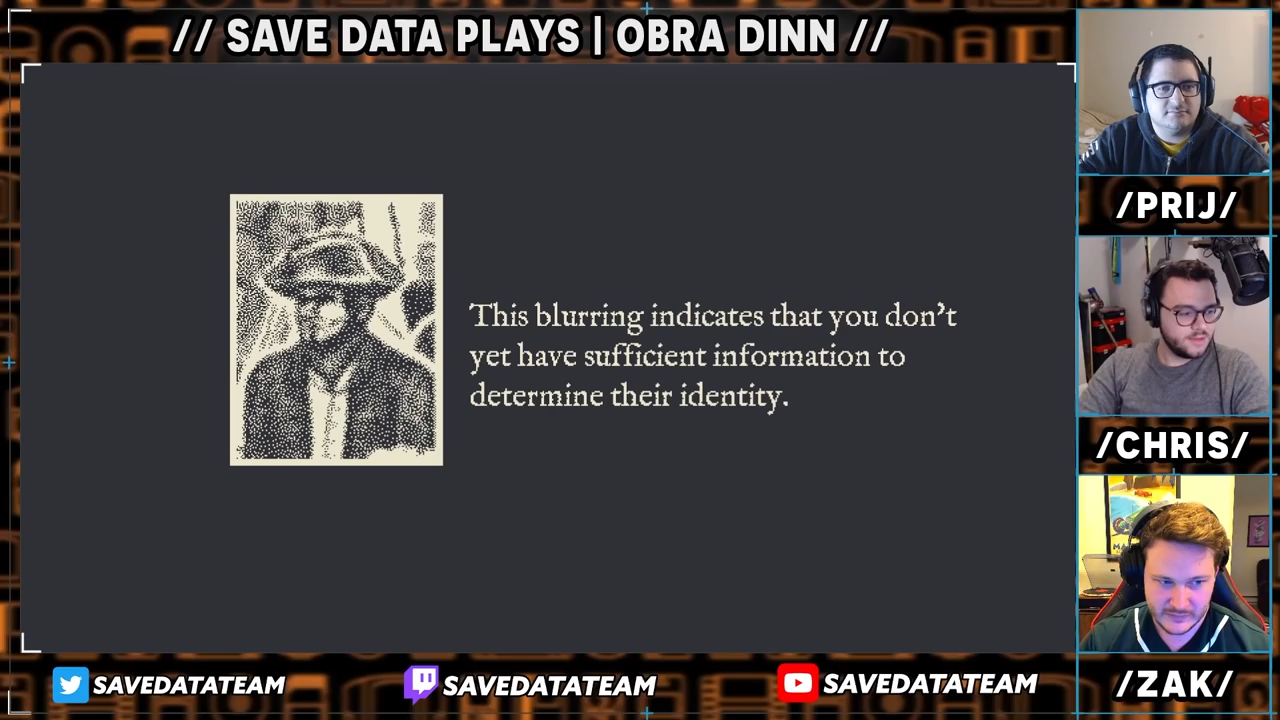 // SAVE DATA PLAYS | OBRA DINN //
This blurring indicates that you don't
yet have sufficient information to
determine their identity.
/PRIJ/
/CHRIS/
/ZAK/
SAVEDATATEAM
SAVEDATATEAM
SAVEDATATEAM